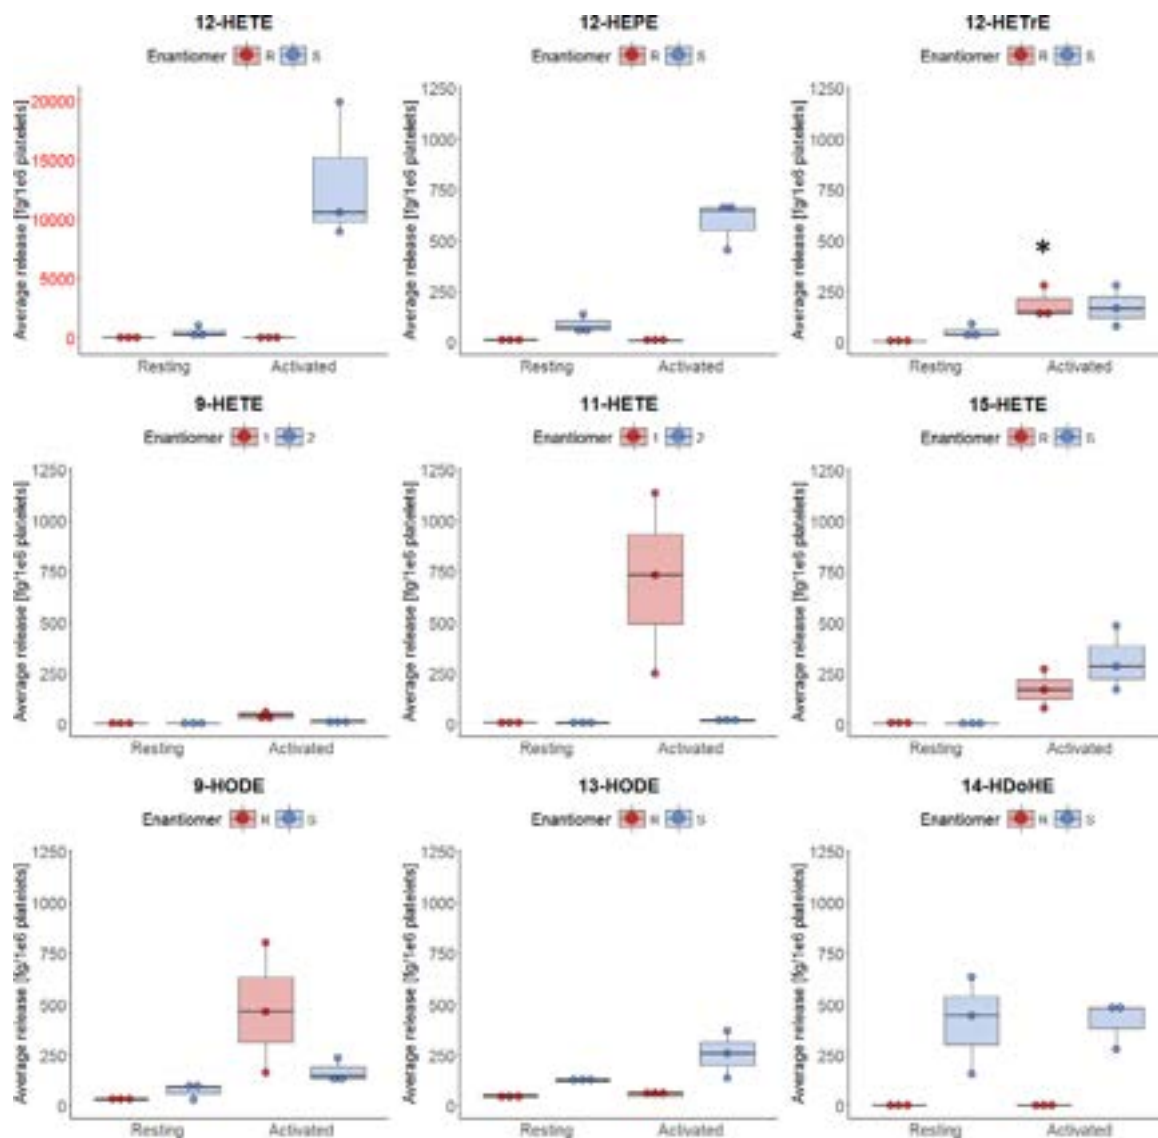 12-HETE
Enantiomer R S
Average release [fg/1e6 platelets]
20000
15000
10000
5000
0
Resting Activated
12-HEPE
Enantiomer R S
Average release [fg/1e6 platelets]
1250
1000
750
500
250
0
Resting Activated
12-HETrE
Enantiomer R S
Average release [fg/1e6 platelets]
1250
1000
750
500
250
0
*
Resting Activated
9-HETE
Enantiomer 1 2
Average release [fg/1e6 platelets]
1250
1000
750
500
250
0
Resting Activated
11-HETE
Enantiomer 1 2
Average release [fg/1e6 platelets]
1250
1000
750
500
250
0
Resting Activated
15-HETE
Enantiomer R S
Average release [fg/1e6 platelets]
1250
1000
750
500
250
0
Resting Activated
9-HODE
Enantiomer R S
Average release [fg/1e6 platelets]
1250
1000
750
500
250
0
Resting Activated
13-HODE
Enantiomer R S
Average release [fg/1e6 platelets]
1250
1000
750
500
250
0
Resting Activated
14-HDoHE
Enantiomer R S
Average release [fg/1e6 platelets]
1250
1000
750
500
250
0
Resting Activated